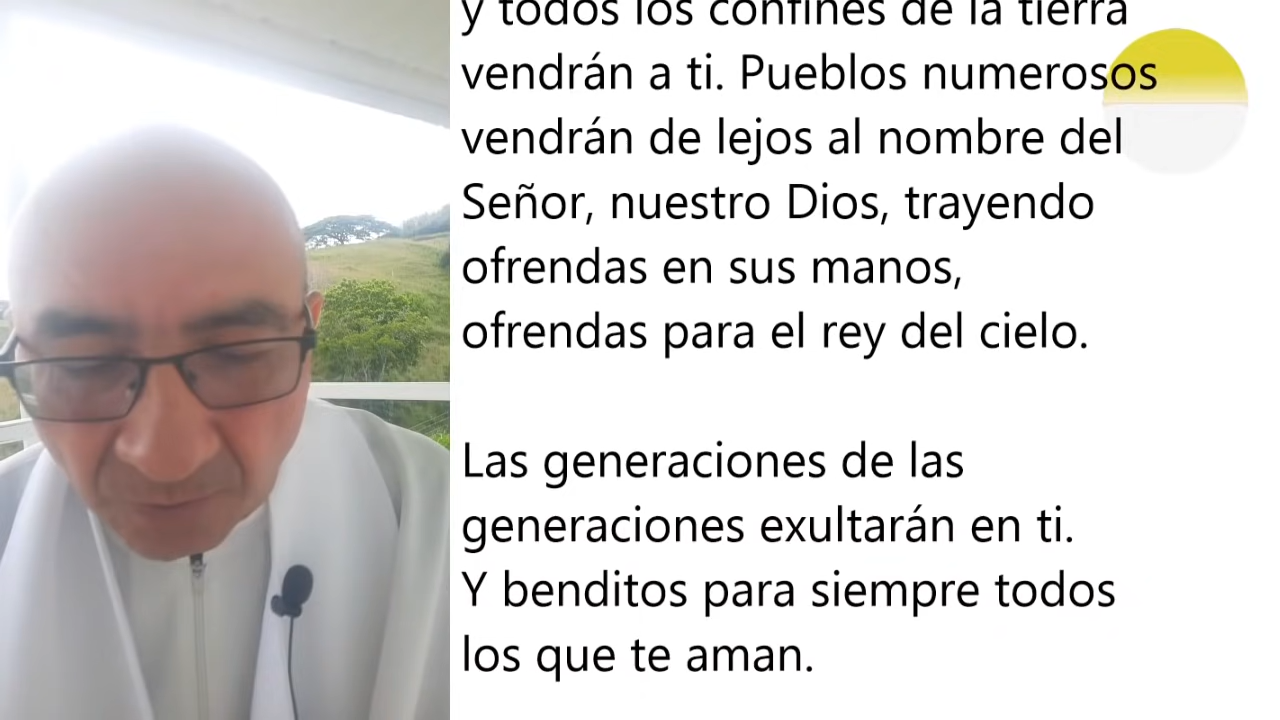 y todos los confines de la tierra
vendrán a ti. Pueblos numerosos
vendrán de lejos al nombre del
Señor, nuestro Dios, trayendo
ofrendas en sus manos,
ofrendas para el rey del cielo.
Las generaciones de las
generaciones exultarán en ti.
Y benditos para siempre todos
los que te aman.